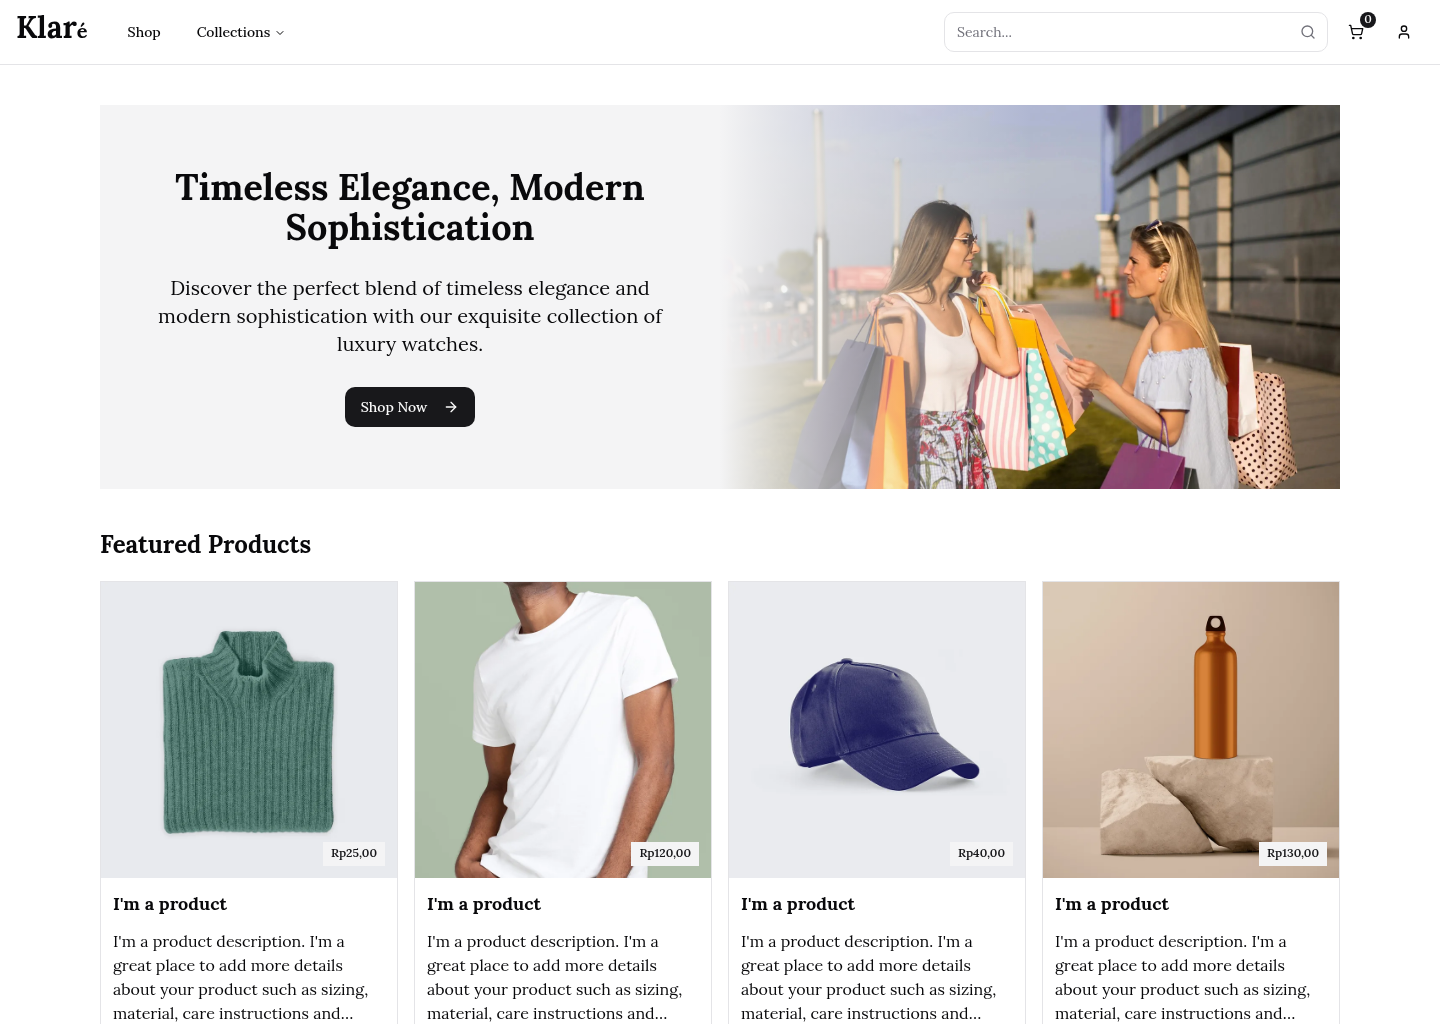 Klaré
Shop
Collections
Search...
0
Timeless Elegance, Modern
Sophistication
Discover the perfect blend of timeless elegance and
modern sophistication with our exquisite collection of
luxury watches.
Shop Now
Featured Products
Rp25,00
Rp120,00
Rp40,00
Rp130,00
I'm a product
I'm a product description. I'm a
great place to add more details
about your product such as sizing,
material, care instructions and...
I'm a product
I'm a product description. I'm a
great place to add more details
about your product such as sizing,
material, care instructions and...
I'm a product
I'm a product description. I'm a
great place to add more details
about your product such as sizing,
material, care instructions and...
I'm a product
I'm a product description. I'm a
great place to add more details
about your product such as sizing,
material, care instructions and...